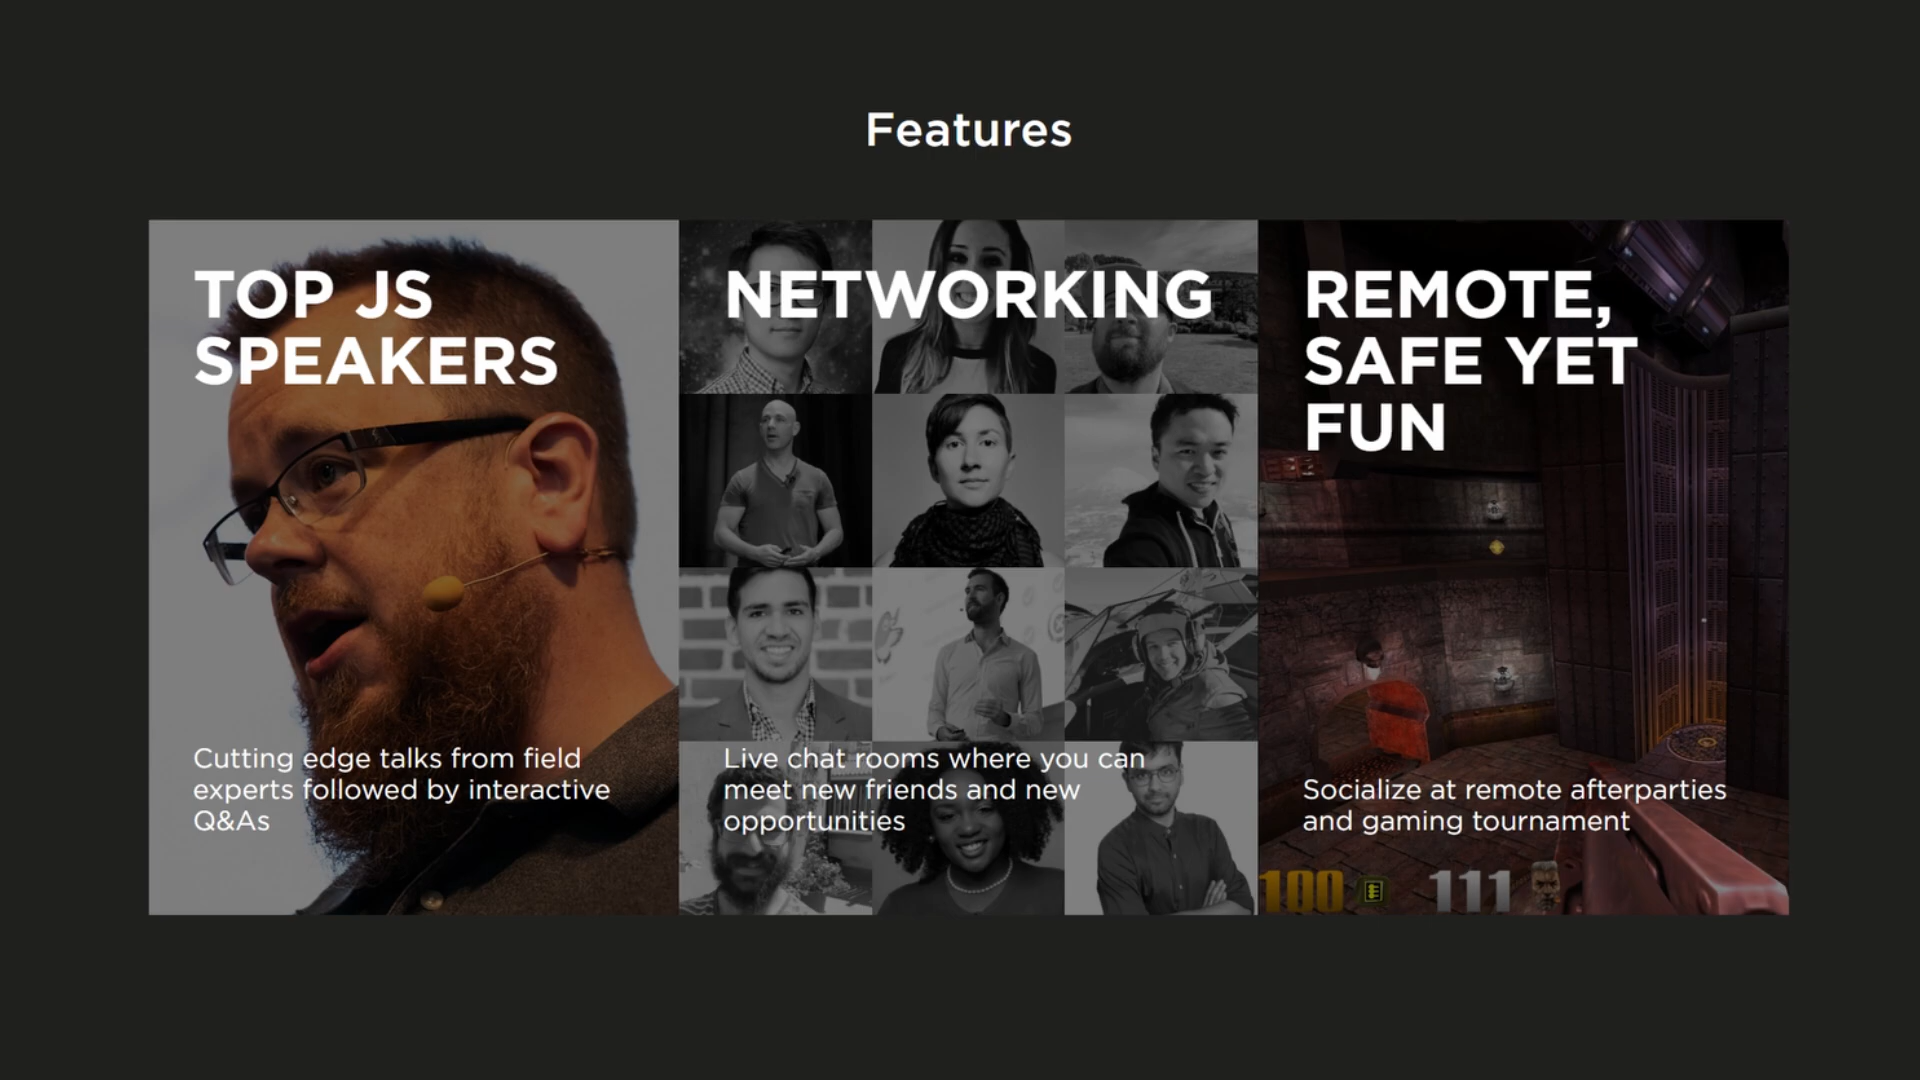 Features
TOP JS
SPEAKERS
Cutting edge talks from field
experts followed by interactive
Q&As
NETWORKING
Live chat rooms where you can
meet new friends and new
opportunities
REMOTE,
SAFE YET
FUN
Socialize at remote afterparties
and gaming tournament
100
111